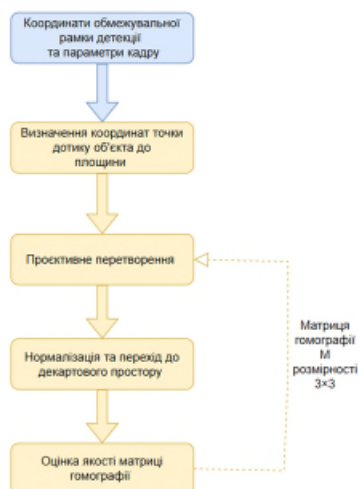 Координати обмежувальної
рамки детекції
та параметри кадру
Визначення координат точки
дотику об'єкта до
площини
Проєктивне перетворення
Матриця
гомографії
М
розмірності
3×3
Нормалізація та перехід до
декартового простору
Оцінка якості матриці
гомографії